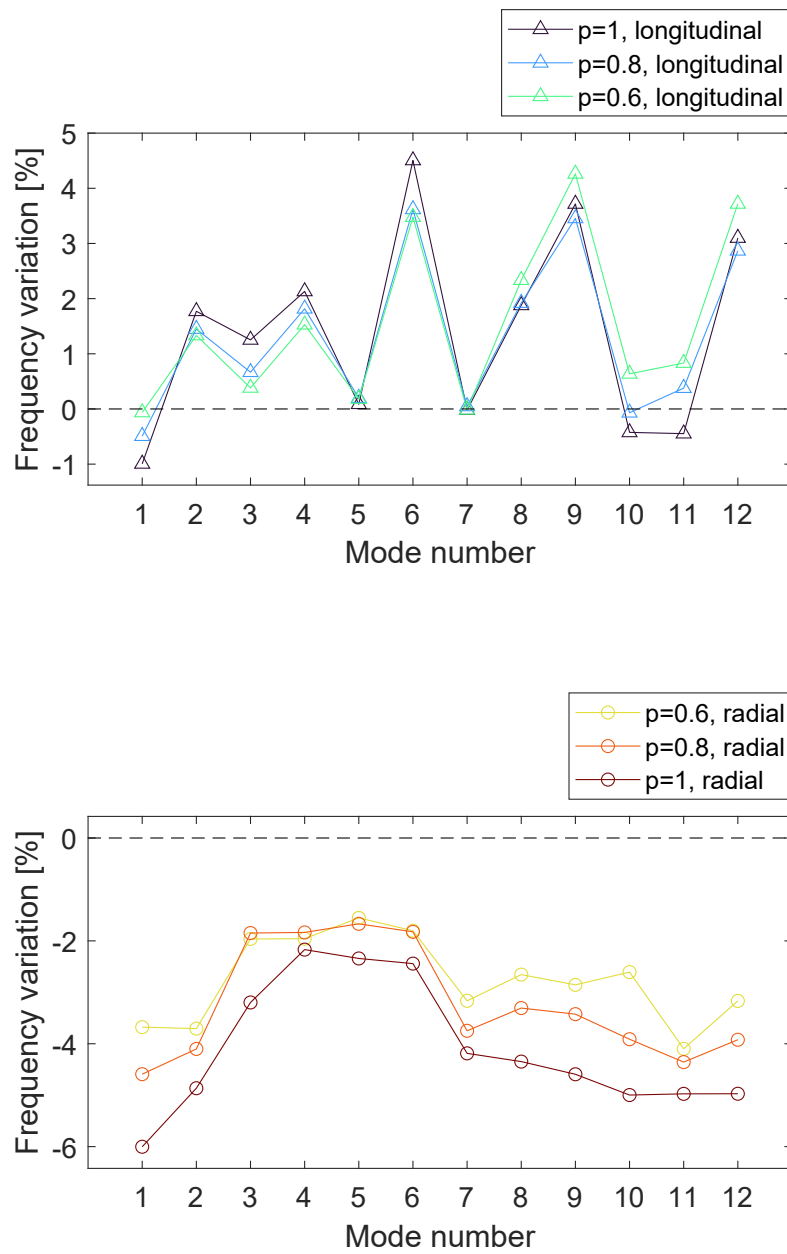 p=1, longitudinal
p=0.8, longitudinal
p=0.6, longitudinal
5
4
3
2
1
0
-1
Frequency variation [%]
1 2 3 4 5 6 7 8 9 10 11 12
Mode number
p=0.6, radial
p=0.8, radial
p=1, radial
0
-2
-4
-6
Frequency variation [%]
1 2 3 4 5 6 7 8 9 10 11 12
Mode number